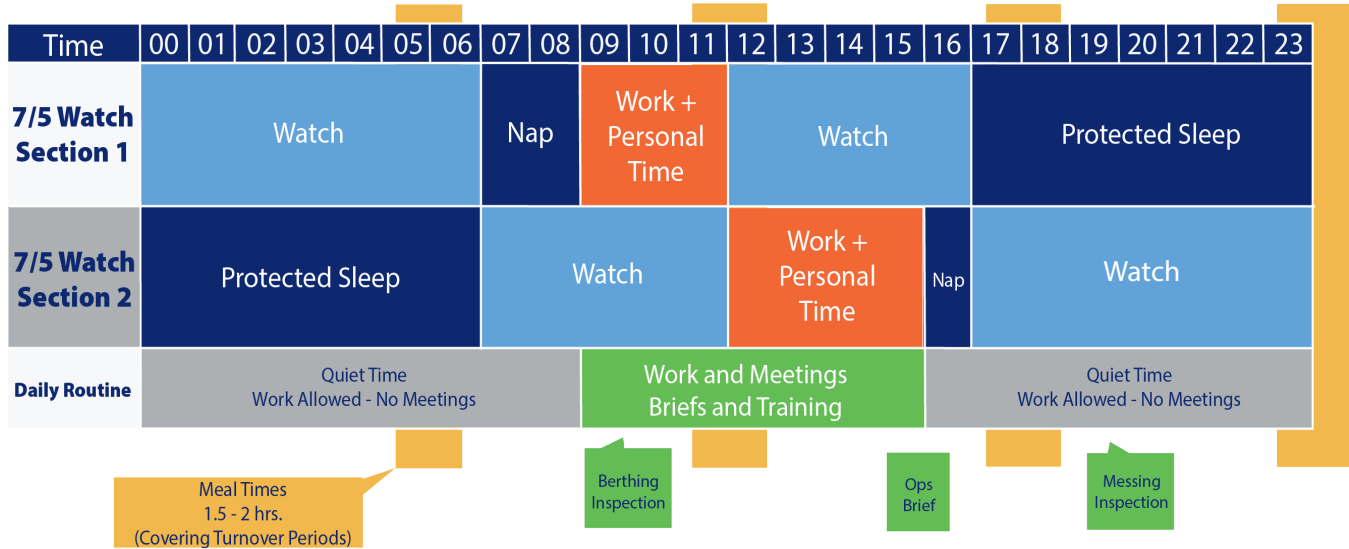 Time 00 01 02 03 04 05 06 07 08 09 10 11 12 13 14 15 16 17 18 19 20 21 22 23
7/5 Watch
Section 1
Watch
Nap
Work +
Personal
Time
Watch
Protected Sleep
7/5 Watch
Section 2
Protected Sleep
Watch
Work +
Personal
Time
Nap
Watch
Daily Routine
Quiet Time
Work Allowed - No Meetings
Work and Meetings
Briefs and Training
Quiet Time
Work Allowed - No Meetings
Meal Times
1.5 - 2 hrs.
(Covering Turnover Periods)
Berthing
Inspection
Ops
Brief
Messing
Inspection